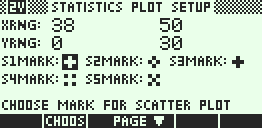 2V STATISTICS PLOT SETUP
XRNG: 38 50
YRNG: 0 30
S1MARK: S2MARK: S3MARK:
S4MARK: S5MARK:
CHOOSE MARK FOR SCATTER PLOT
CHOOS PAGE ▼